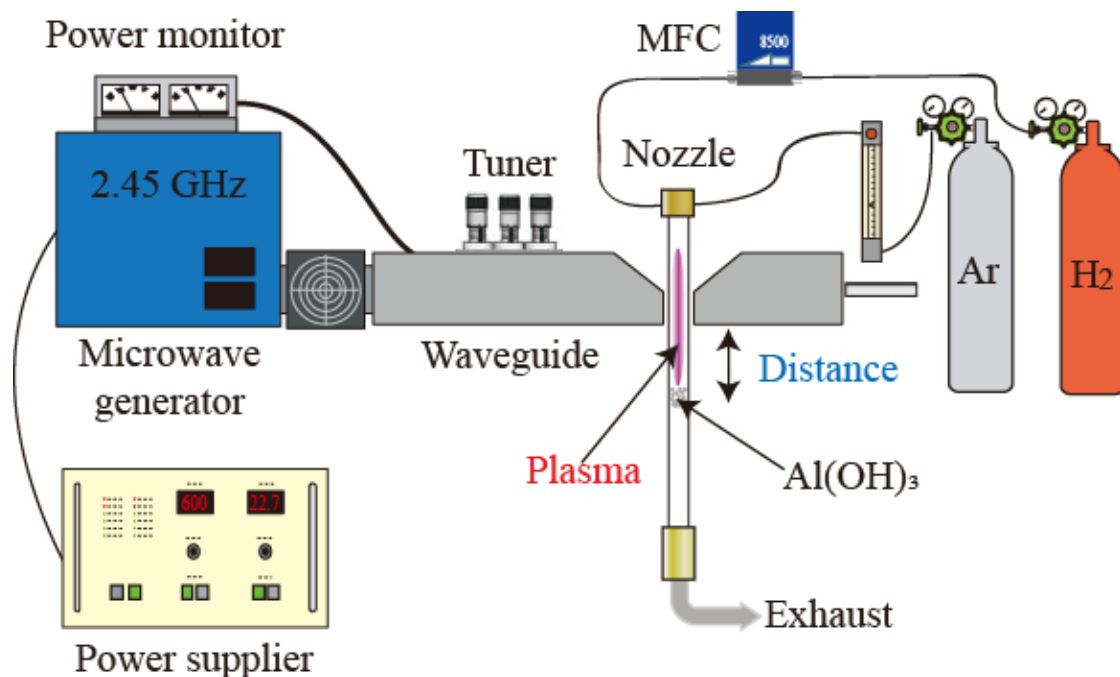 Power monitor
MFC
8500
2.45 GHz
Tuner
Nozzle
Ar
H₂
Microwave
generator
Waveguide
Distance
Plasma
Al(OH)₃
600
22.7
Exhaust
Power supplier